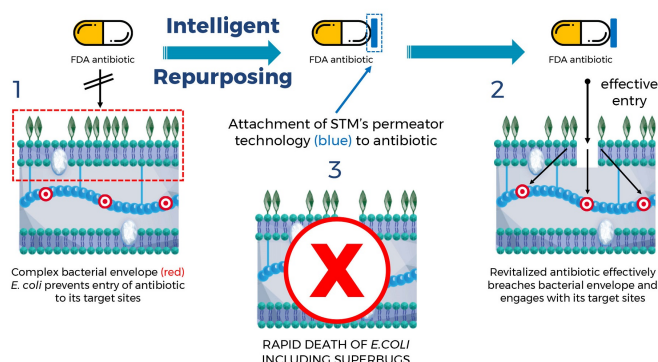 Intelligent
Repurposing
FDA antibiotic
FDA antibiotic
FDA antibiotic
1
Attachment of STM's permeator
technology (blue) to antibiotic
2
effective
entry
3
Complex bacterial envelope (red)
E. coli prevents entry of antibiotic
to its target sites
X
Revitalized antibiotic effectively
breaches bacterial envelope and
engages with its target sites
RAPID DEATH OF E.COLI
INCLUDING SUPERBUGS